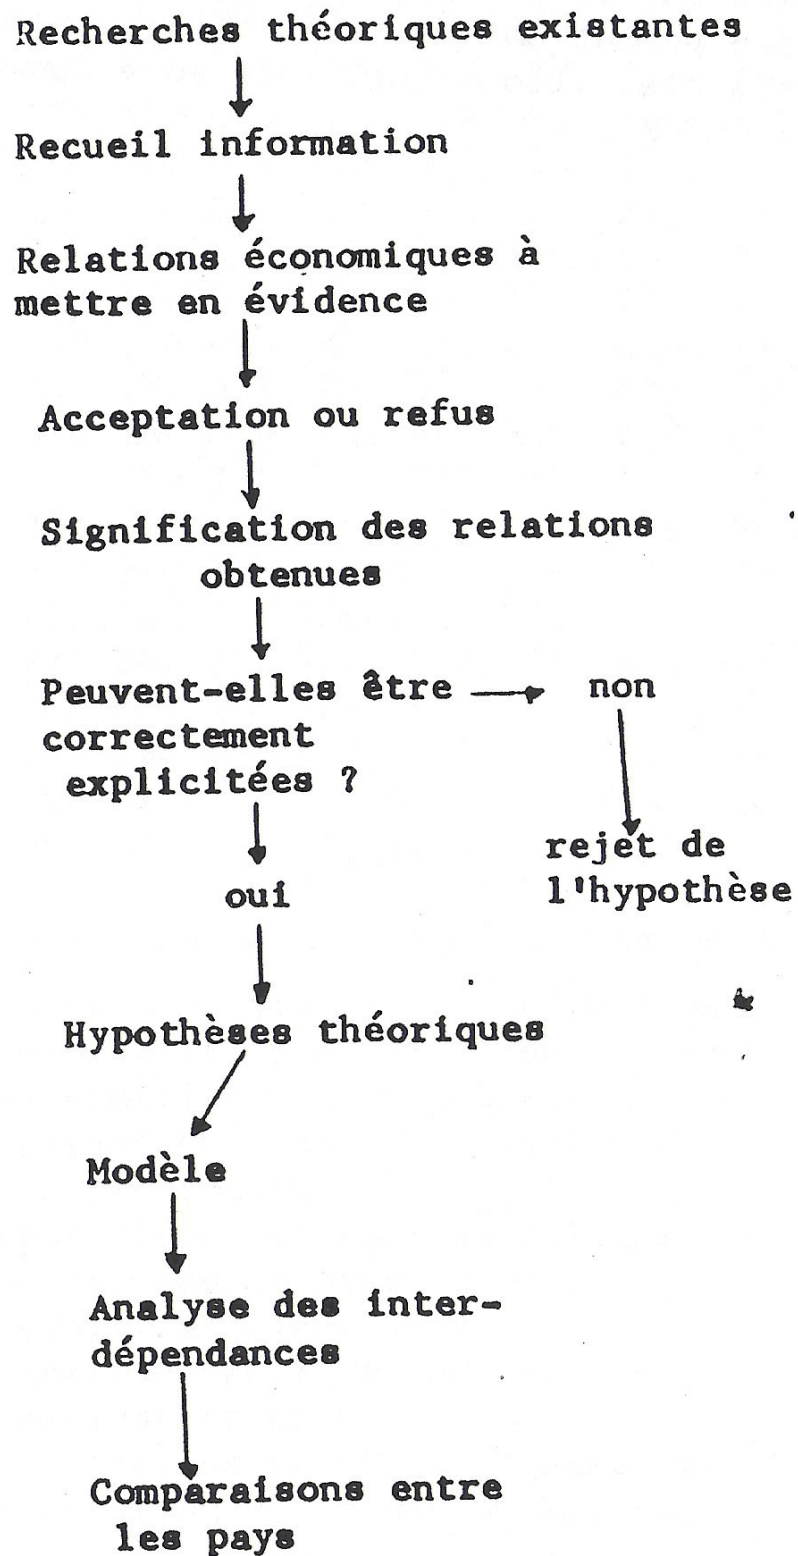 Recherches théoriques existantes
Recueil information
Relations économiques à
mettre en évidence
Acceptation ou refus
Signification des relations
obtenues
Peuvent-elles être
non
correctement
explicitées ?
rejet de
l'hypothèse
oui
Hypothèses théoriques
Modèle
Analyse des inter-
dépendances
Comparaisons entre
les pays